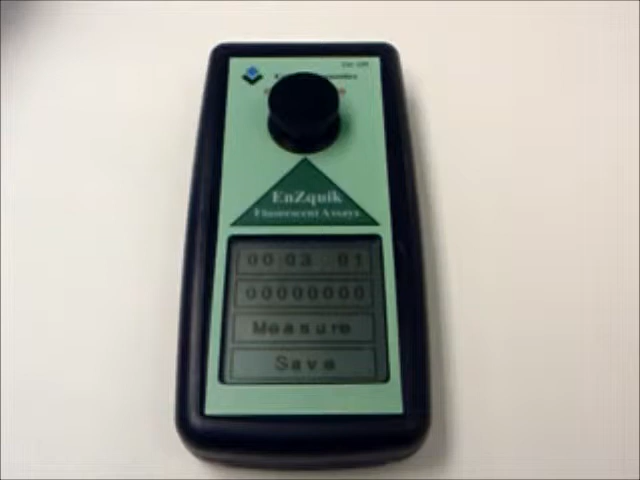 EnZquik
Fluorescent Assays
00:03:01
00000000
Measure
Save